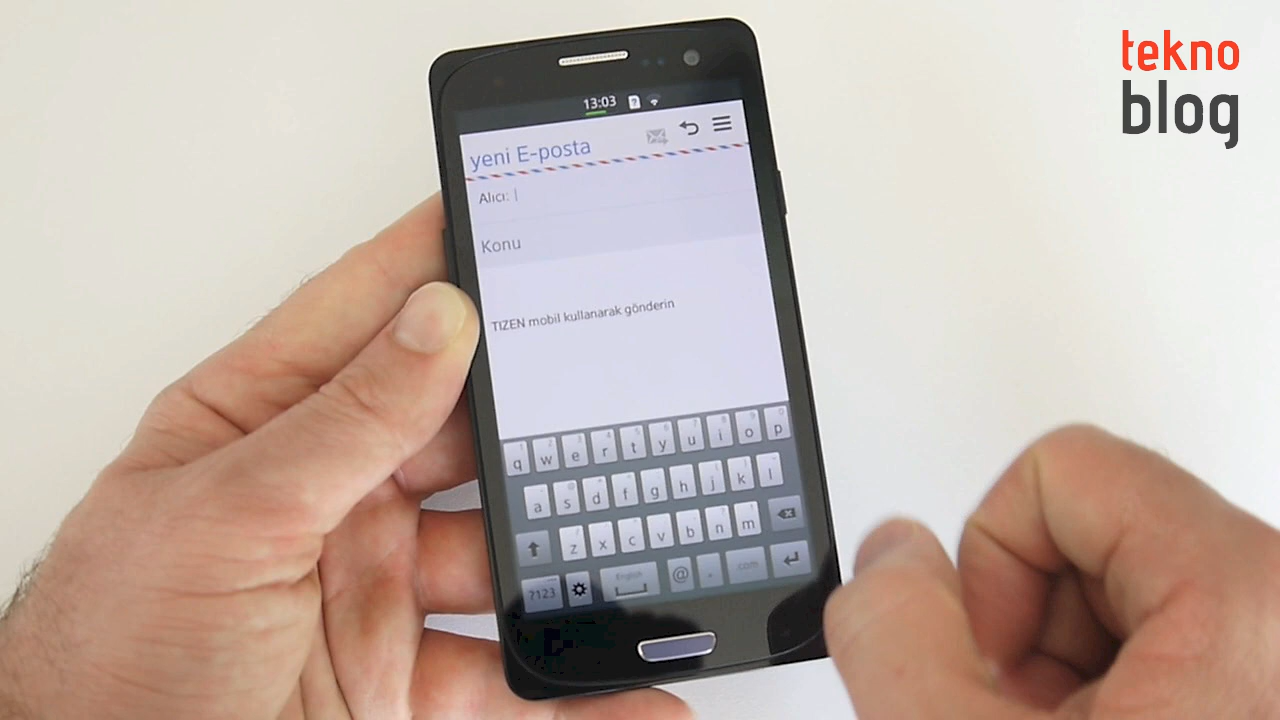 tekno
blog
13:03
yeni E-posta
Alıcı:
Konu
TIZEN mobil kullanarak gönderin
q w e r t y u i o p
a s d f g h j k l
z x c v b n m
?123 English @ . .com